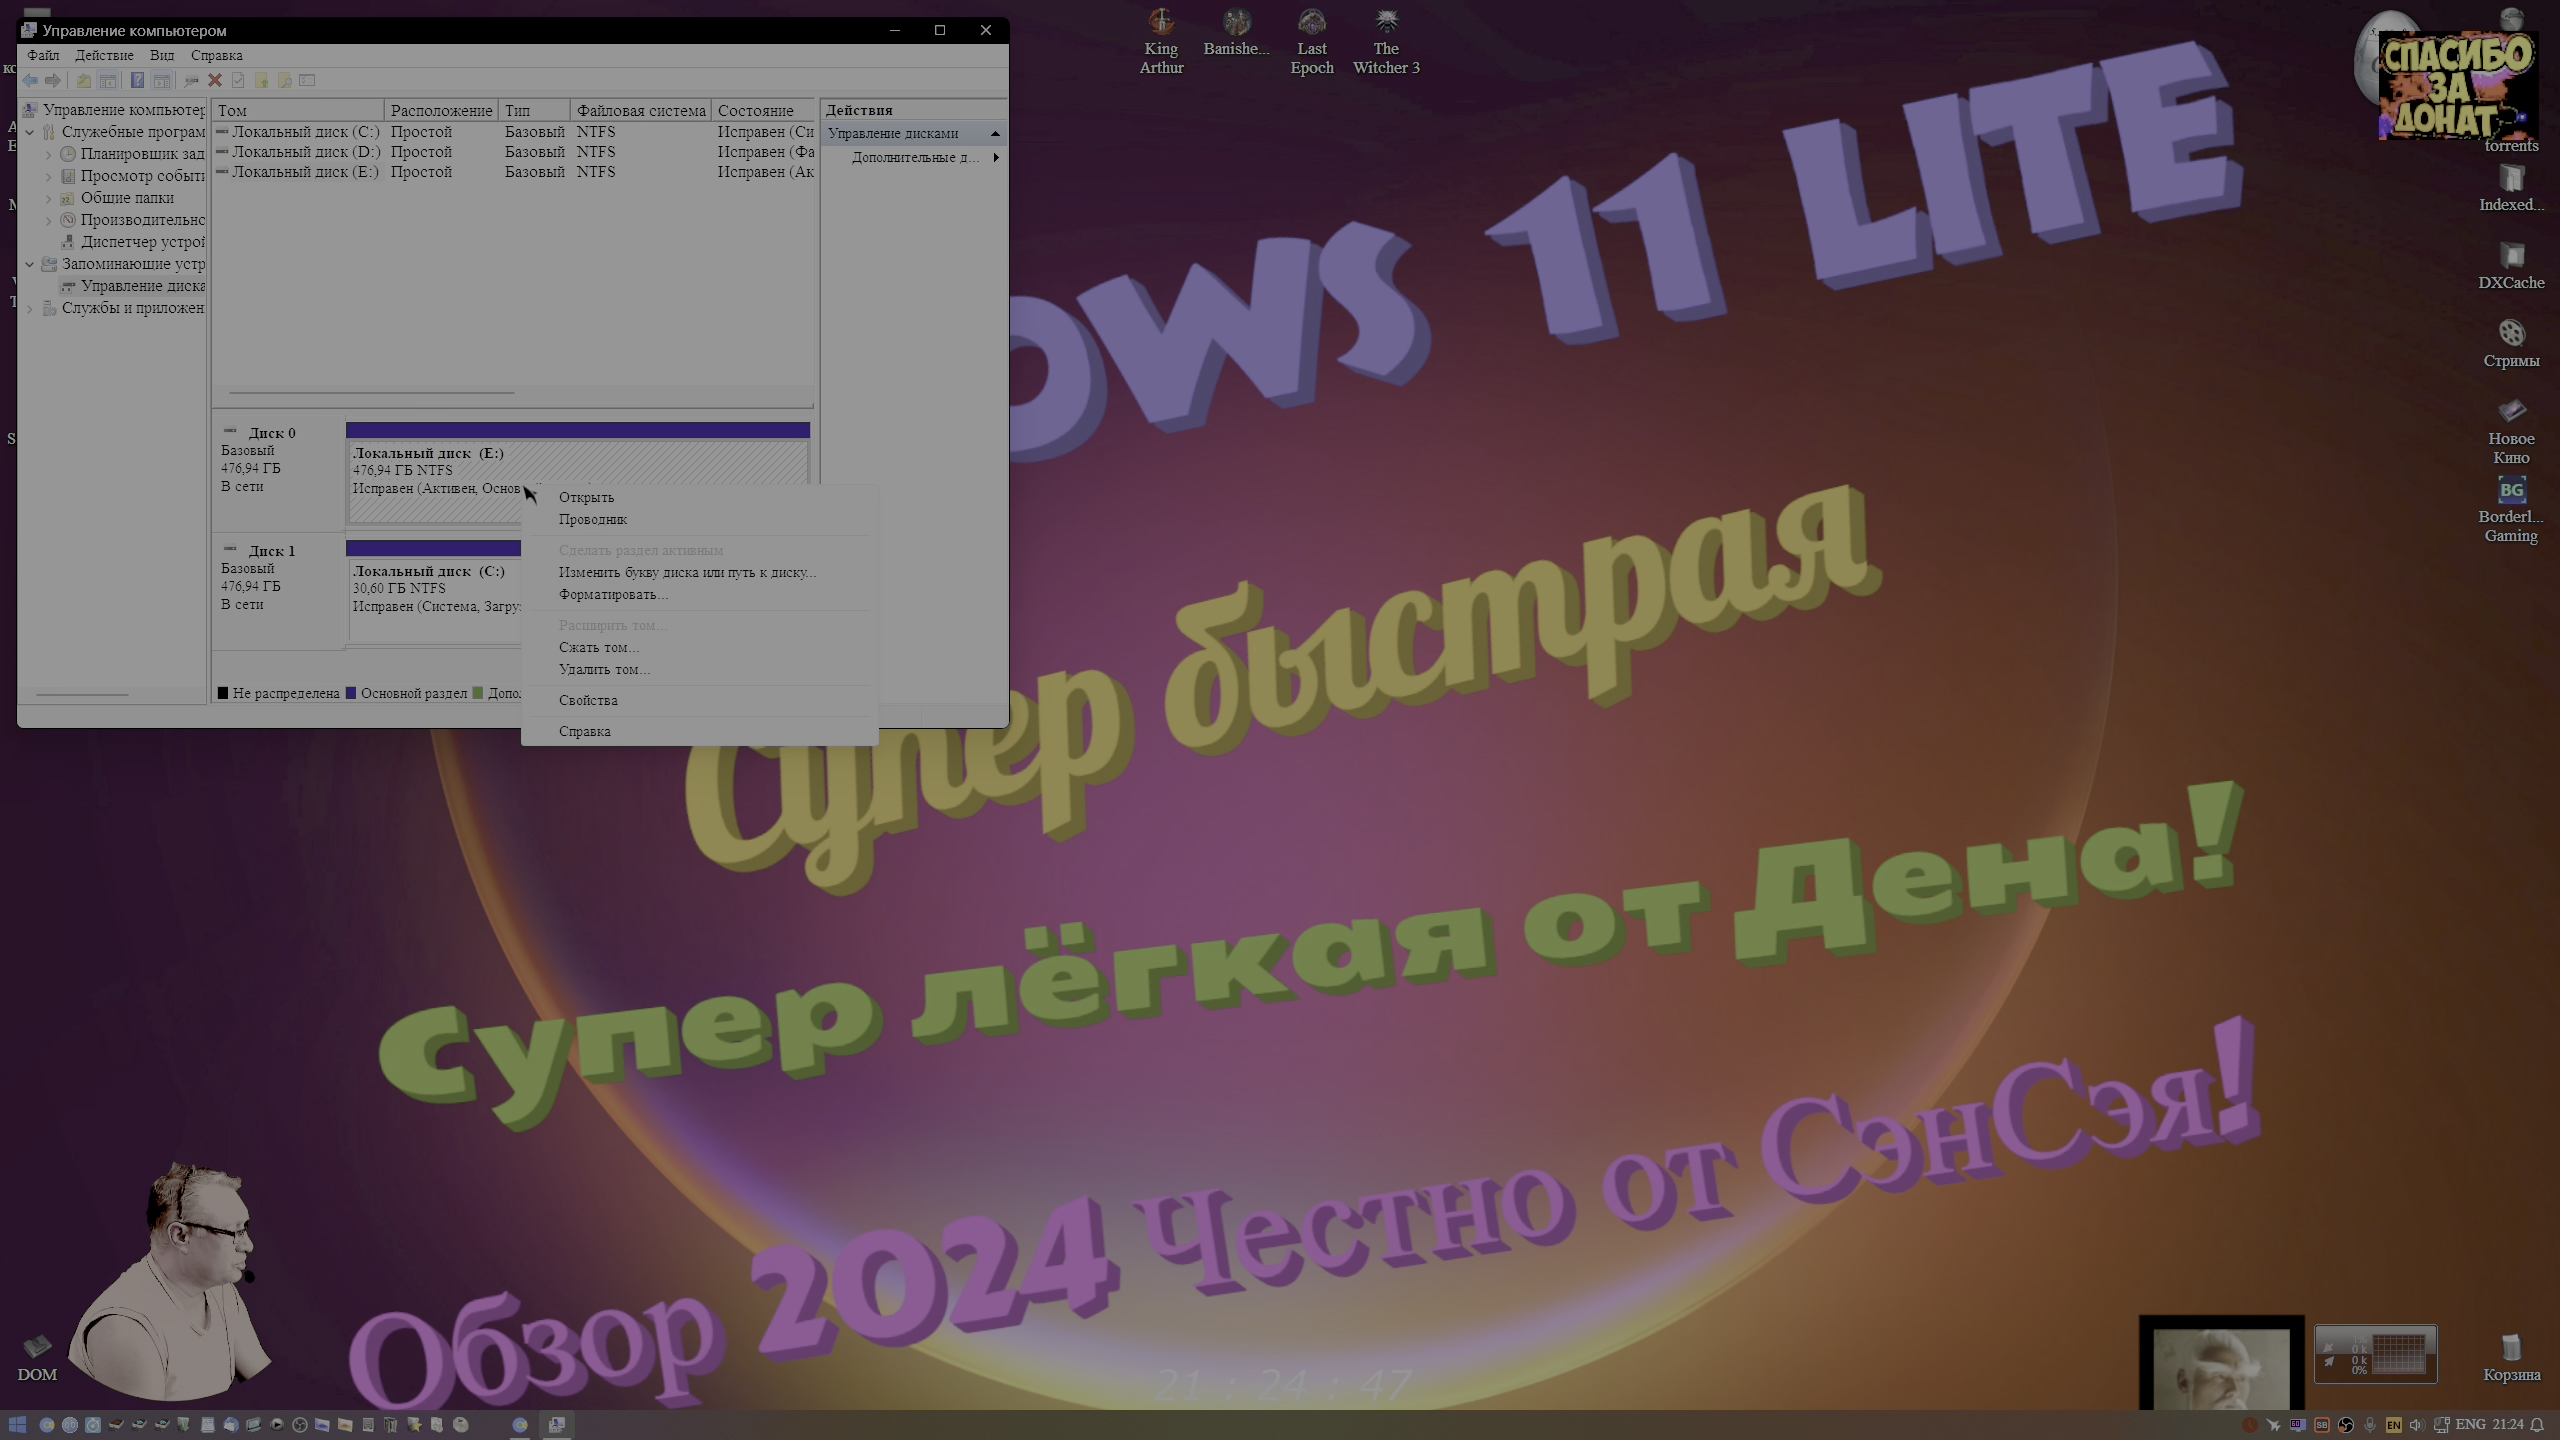 Управление компьютером
Файл Действие Вид Справка
Управление компьютер
Служебные програм
Планировщик зад
Просмотр событи
Общие папки
Производительнс
Диспетчер устрой
Запоминающие устр
Управление диска
Службы и приложен
Том Расположение Тип Файловая система Состояние
Локальный диск (C:) Простой Базовый NTFS Исправен (Си
Локальный диск (D:) Простой Базовый NTFS Исправен (Фа
Локальный диск (E:) Простой Базовый NTFS Исправен (Ак
Действия
Управление дисками
Дополнительные д...
Диск 0
Базовый
476,94 ГБ
В сети
Локальный диск (E:)
476,94 ГБ NTFS
Исправен (Активен, Основ
Диск 1
Базовый
476,94 ГБ
В сети
Локальный диск (C:)
30,60 ГБ NTFS
Исправен (Система, Загру
Не распределена Основной раздел Допо
Открыть
Проводник
Сделать раздел активным
Изменить букву диска или путь к диску...
Форматировать...
Расширить том...
Сжать том...
Удалить том...
Свойства
Справка
King
Arthur
Banishe...
Last
Epoch
The
Witcher 3
СПАСИБО
ЗА
ДОНАТ
torrents
Indexed...
DXCache
Стримы
Новое
Кино
BG
Borderl...
Gaming
OWS 11 LITE
Супер быстрая
Супер лёгкая от Дена!
Обзор 2024 Честно от СэнСэя!
21 : 24 : 47
DOM
0 k
0 k
0%
Корзина
SB
EN
ENG 21:24